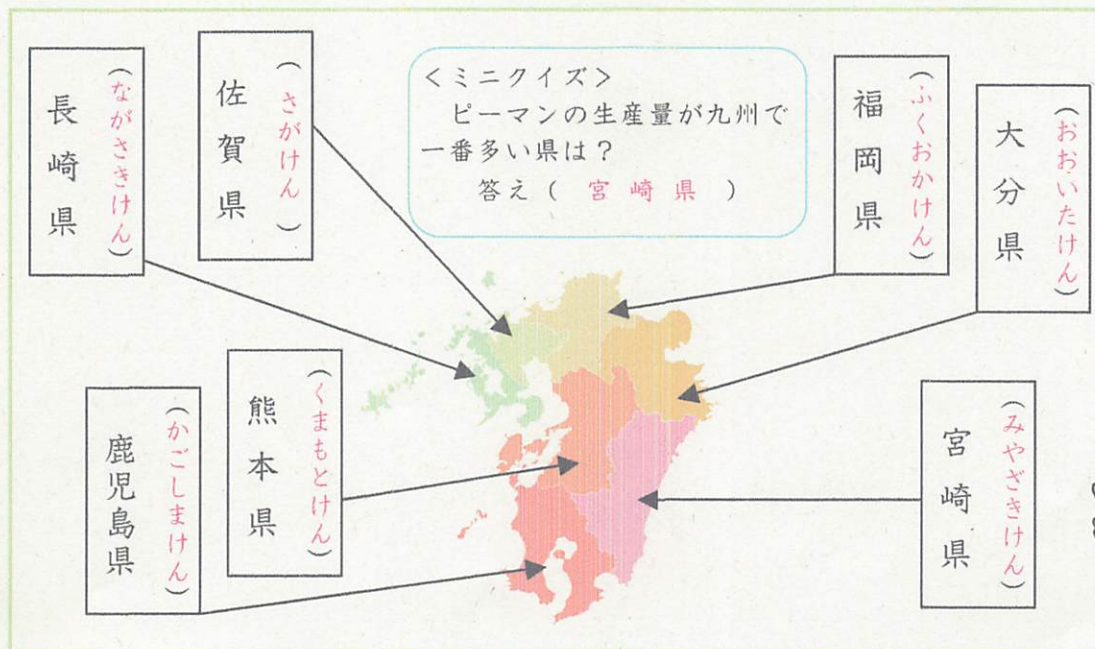 長崎県
(ながさきけん)
佐賀県
(さがけん)
<ミニクイズ>
ピーマンの生産量が九州で
一番多い県は?
答え( 宮崎県 )
福岡県
(ふくおかけん)
大分県
(おおいたけん)
鹿児島県
(かごしまけん)
熊本県
(くまもとけん)
宮崎県
(みやざきけん)